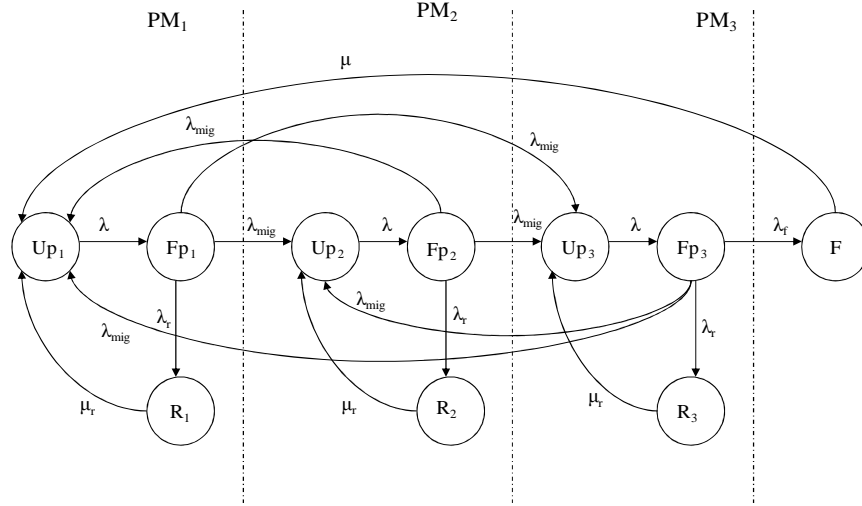 PM₁
PM₂
PM₃
μ
λmig
λmig
Up₁
λ
Fp₁
λmig
Up₂
λ
Fp₂
λmig
Up₃
λ
Fp₃
λf
F
λmig
λr
λmig
λr
λr
μr
R₁
μr
R₂
μr
R₃